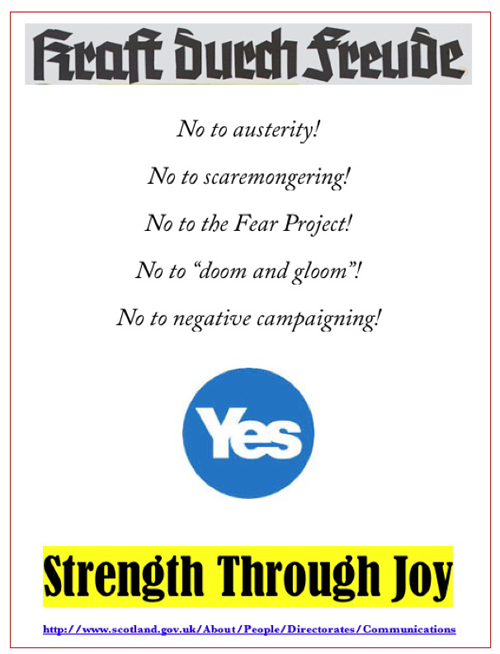 Kraft durch Freude
No to austerity!
No to scaremongering!
No to the Fear Project!
No to “doom and gloom”!
No to negative campaigning!
Yes
Strength Through Joy
http://www.scotland.gov.uk/About/People/Directorates/Communications